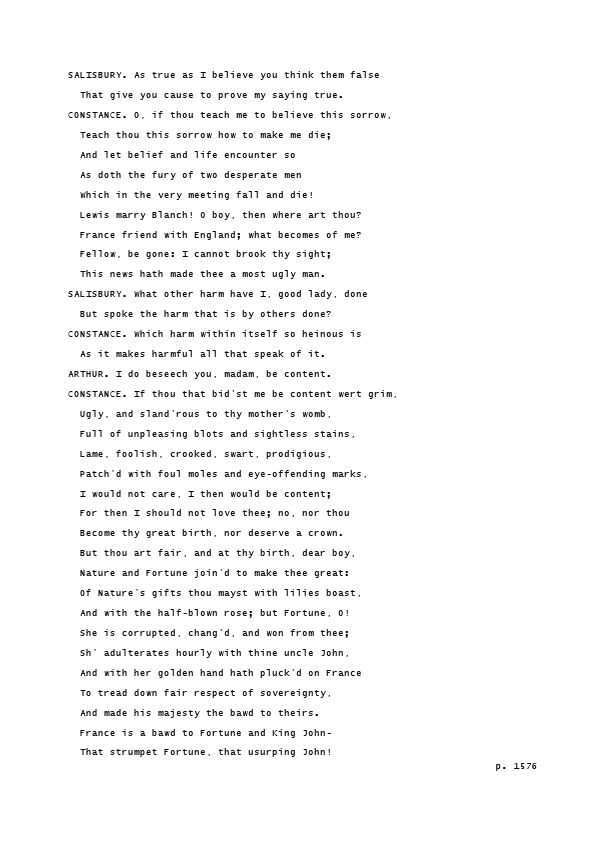 SALISBURY. As true as I believe you think them false
That give you cause to prove my saying true.
CONSTANCE. O, if thou teach me to believe this sorrow,
Teach thou this sorrow how to make me die;
And let belief and life encounter so
As doth the fury of two desperate men
Which in the very meeting fall and die!
Lewis marry Blanch! O boy, then where art thou?
France friend with England; what becomes of me?
Fellow, be gone: I cannot brook thy sight;
This news hath made thee a most ugly man.
SALISBURY. What other harm have I, good lady, done
But spoke the harm that is by others done?
CONSTANCE. Which harm within itself so heinous is
As it makes harmful all that speak of it.
ARTHUR. I do beseech you, madam, be content.
CONSTANCE. If thou that bid'st me be content wert grim,
Ugly, and sland'rous to thy mother's womb,
Full of unpleasing blots and sightless stains,
Lame, foolish, crooked, swart, prodigious,
Patch'd with foul moles and eye-offending marks,
I would not care, I then would be content;
For then I should not love thee; no, nor thou
Become thy great birth, nor deserve a crown.
But thou art fair, and at thy birth, dear boy,
Nature and Fortune join'd to make thee great:
Of Nature's gifts thou mayst with lilies boast,
And with the half-blown rose; but Fortune, O!
She is corrupted, chang'd, and won from thee;
Sh' adulterates hourly with thine uncle John,
And with her golden hand hath pluck'd on France
To tread down fair respect of sovereignty,
And made his majesty the bawd to theirs.
France is a bawd to Fortune and King John-
That strumpet Fortune, that usurping John!
p. 1576